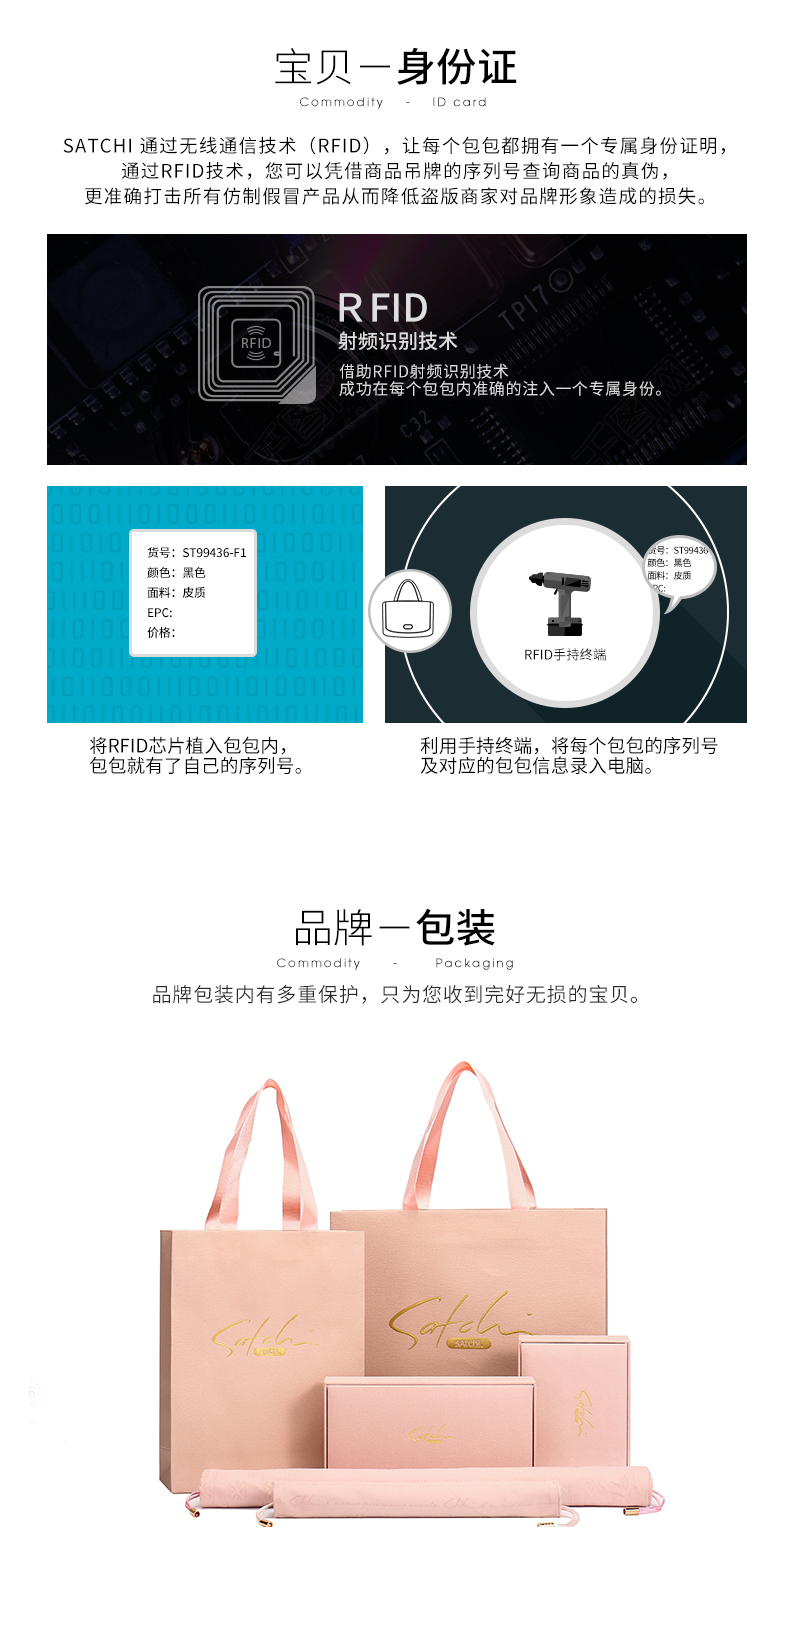 宝贝—身份证
Commodity - ID card
SATCHI 通过无线通信技术（RFID），让每个包包都拥有一个专属身份证明，
通过RFID技术，您可以凭借商品吊牌的序列号查询商品的真伪，
更准确打击所有仿制假冒产品从而降低盗版商家对品牌形象造成的损失。
RFID
RFID
射频识别技术
借助RFID射频识别技术
成功在每个包包内准确的注入一个专属身份。
TP17
C32
货号：ST99436-F1
颜色：黑色
面料：皮质
EPC:
价格：
货号：ST99436
颜色：黑色
面料：皮质
EPC:
RFID手持终端
将RFID芯片植入包包内，
包包就有了自己的序列号。
利用手持终端，将每个包包的序列号
及对应的包包信息录入电脑。
品牌—包装
Commodity - Packaging
品牌包装内有多重保护，只为您收到完好无损的宝贝。
Satchi
Satchi
SATCHI
Satchi
Satchi